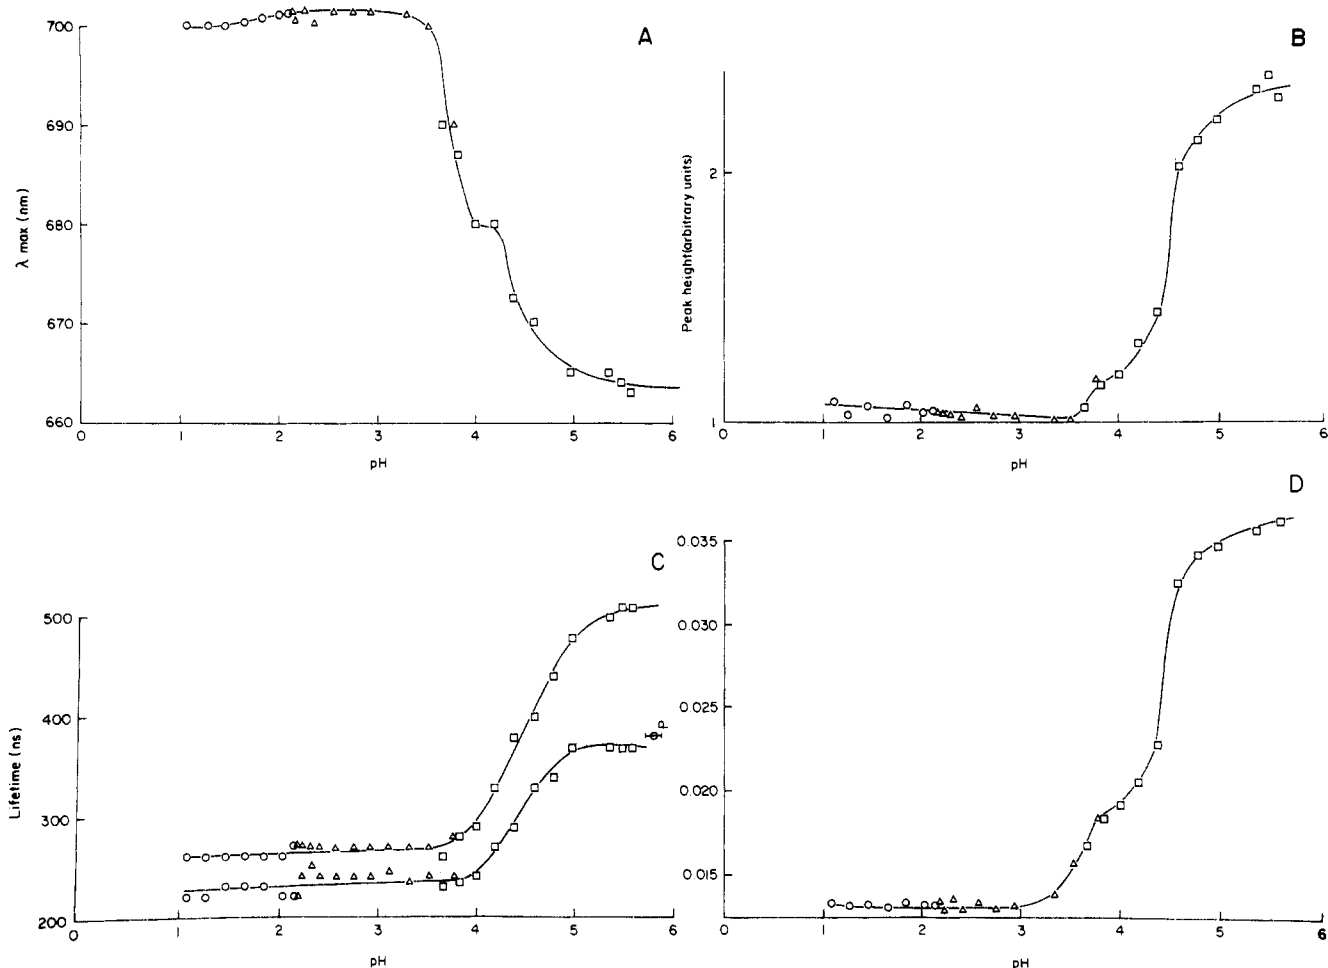 A
700
690
680
670
660
λ max (nm)
0 1 2 3 4 5 6
pH
B
2
1
Peak height(arbitrary units)
0 1 2 3 4 5 6
pH
C
500
400
300
200
Lifetime (ns)
0 1 2 3 4 5 6
pH
D
0.035
0.030
0.025
0.020
0.015
0 1 2 3 4 5 6
pH